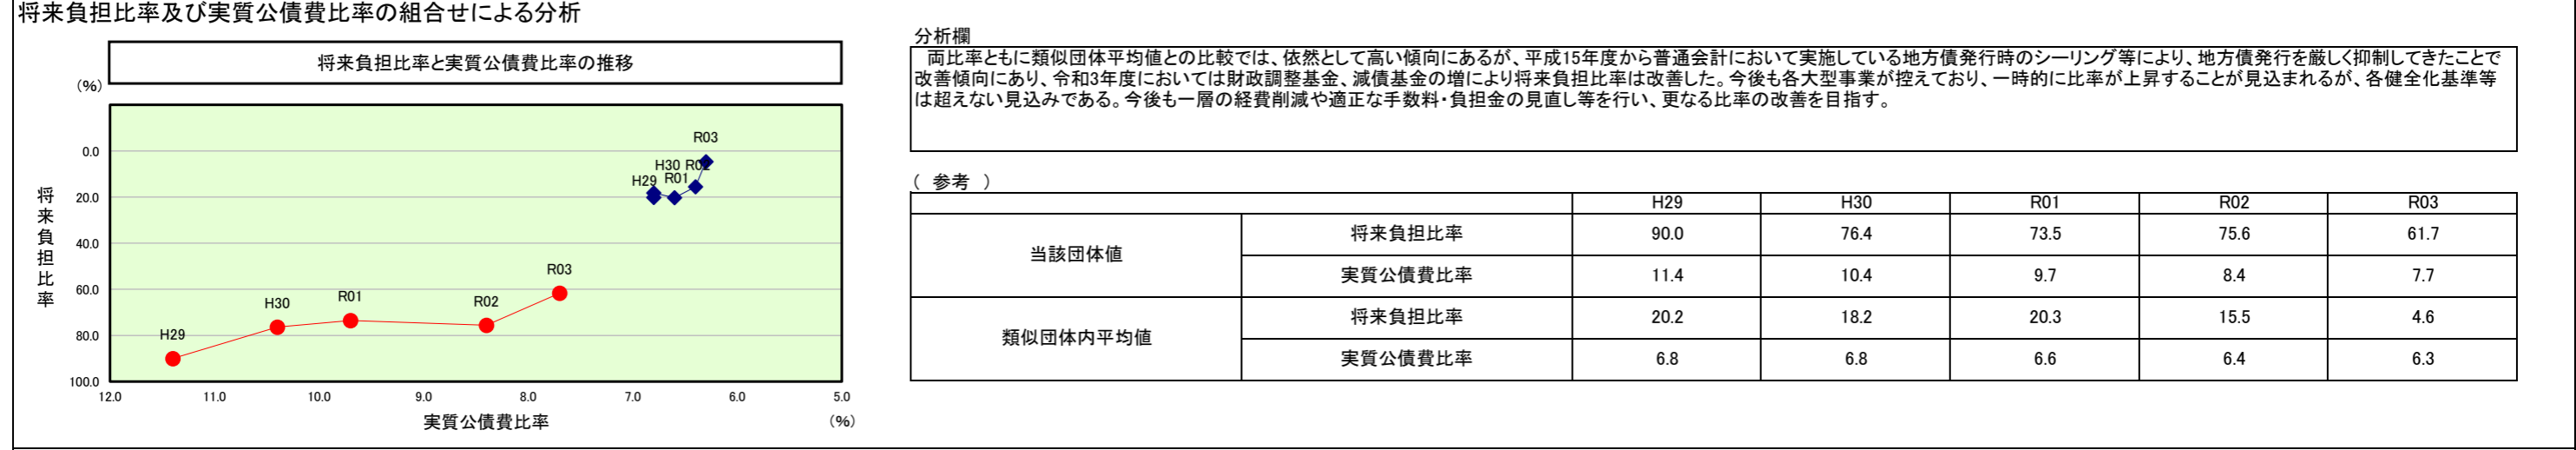 将来負担比率及び実質公債費比率の組合せによる分析
将来負担比率と実質公債費比率の推移
(%)
0.0
20.0
40.0
60.0
80.0
100.0
将来負担比率
H29
H30
R01
R02
R03
H29
H30
R01
R02
R03
12.0
11.0
10.0
9.0
8.0
7.0
6.0
5.0
実質公債費比率
(%)
分析欄
両比率ともに類似団体平均値との比較では、依然として高い傾向にあるが、平成15年度から普通会計において実施している地方債発行時のシーリング等により、地方債発行を厳しく抑制してきたことで
改善傾向にあり、令和3年度においては財政調整基金、減債基金の増により将来負担比率は改善した。今後も各大型事業が控えており、一時的に比率が上昇することが見込まれるが、各健全化基準等
は超えない見込みである。今後も一層の経費削減や適正な手数料・負担金の見直し等を行い、更なる比率の改善を目指す。
( 参考 )
H29 H30 R01 R02 R03
当該団体値
将来負担比率 90.0 76.4 73.5 75.6 61.7
実質公債費比率 11.4 10.4 9.7 8.4 7.7
類似団体内平均値
将来負担比率 20.2 18.2 20.3 15.5 4.6
実質公債費比率 6.8 6.8 6.6 6.4 6.3